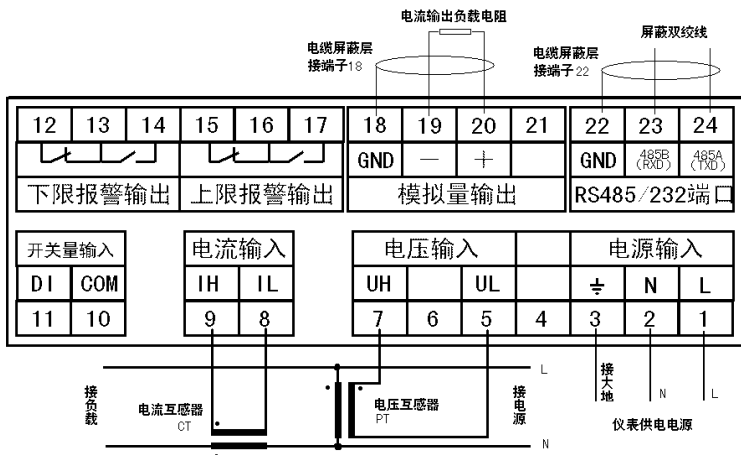 电流输出负载电阻
电缆屏蔽层
接端子18
电缆屏蔽层
接端子22
屏蔽双绞线
12 13 14 15 16 17 18 19 20 21 22 23 24
GND － ＋ GND 485B (RXD) 485A (TXD)
下限报警输出 上限报警输出 模拟量输出 RS485/232端口
开关量输入 电流输入 电压输入 电源输入
DI COM IH IL UH UL ⏚ N L
11 10 9 8 7 6 5 4 3 2 1
接负载
电流互感器
CT
电压互感器
PT
L
接电源
N
接大地
N
L
仪表供电电源